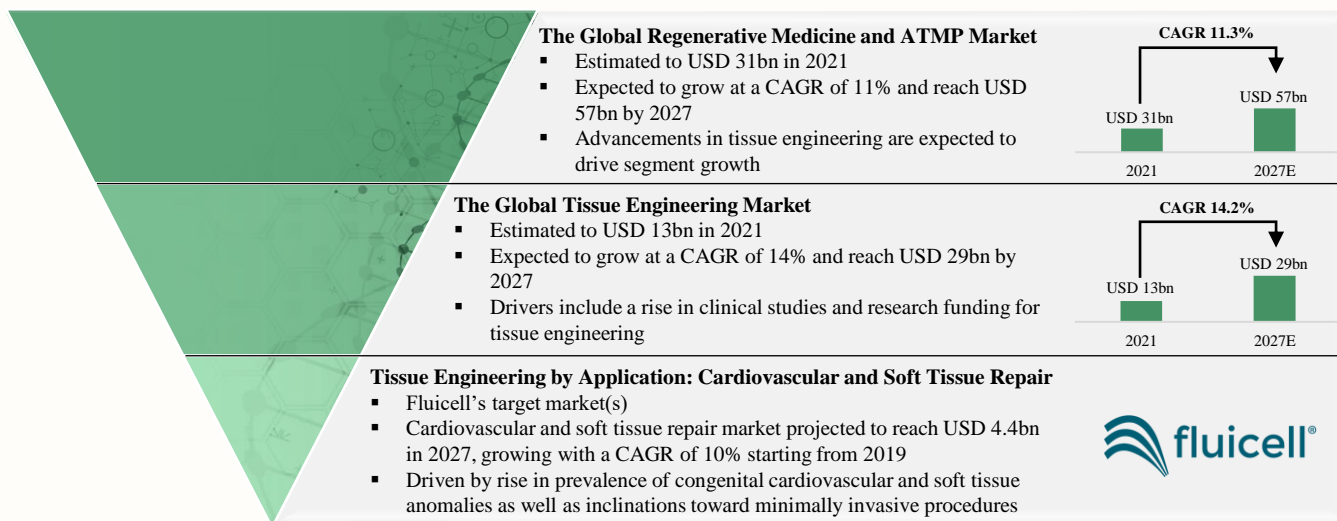 The Global Regenerative Medicine and ATMP Market
▪ Estimated to USD 31bn in 2021
▪ Expected to grow at a CAGR of 11% and reach USD
57bn by 2027
▪ Advancements in tissue engineering are expected to
drive segment growth
CAGR 11.3%
USD 31bn
USD 57bn
2021
2027E
The Global Tissue Engineering Market
▪ Estimated to USD 13bn in 2021
▪ Expected to grow at a CAGR of 14% and reach USD 29bn by
2027
▪ Drivers include a rise in clinical studies and research funding for
tissue engineering
CAGR 14.2%
USD 13bn
USD 29bn
2021
2027E
Tissue Engineering by Application: Cardiovascular and Soft Tissue Repair
▪ Fluicell’s target market(s)
▪ Cardiovascular and soft tissue repair market projected to reach USD 4.4bn
in 2027, growing with a CAGR of 10% starting from 2019
▪ Driven by rise in prevalence of congenital cardiovascular and soft tissue
anomalies as well as inclinations toward minimally invasive procedures
fluicell®